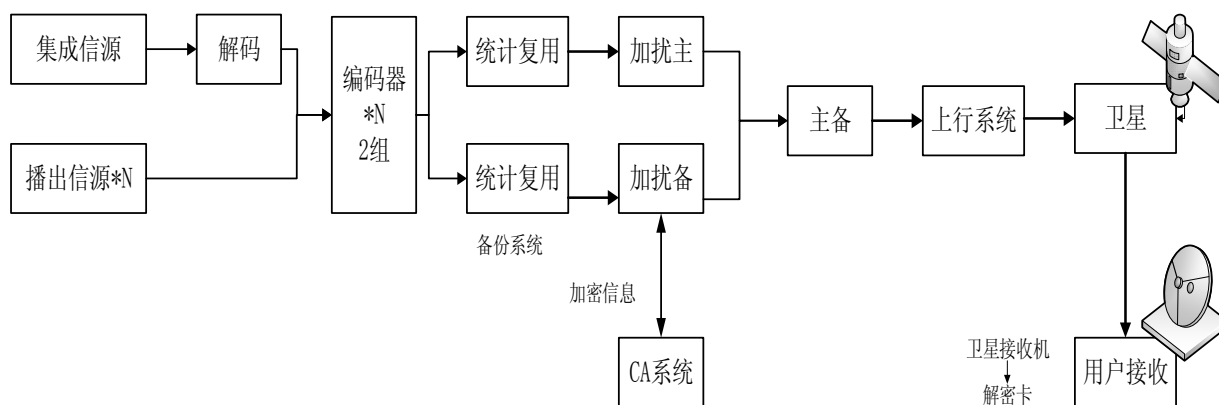 集成信源
解码
编码器
*N
2组
统计复用
加扰主
主备
上行系统
卫星
播出信源*N
统计复用
加扰备
备份系统
加密信息
CA系统
卫星接收机
解密卡
用户接收